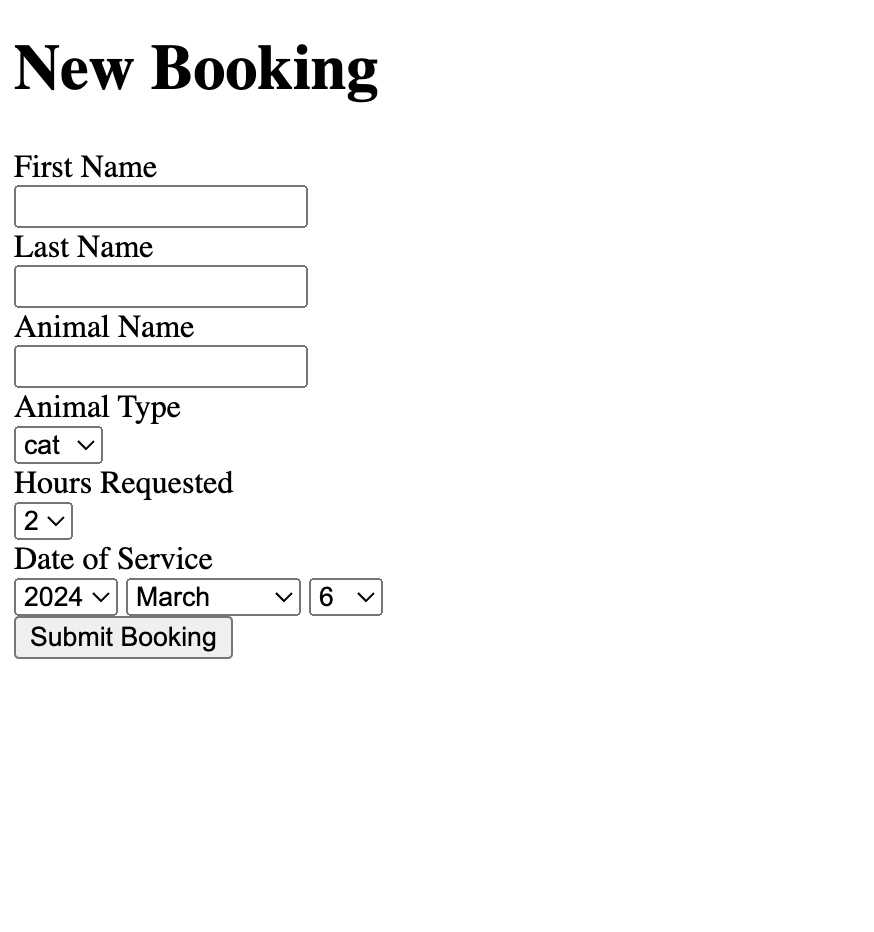 New Booking
First Name
Last Name
Animal Name
Animal Type
cat
Hours Requested
2
Date of Service
2024 March 6
Submit Booking